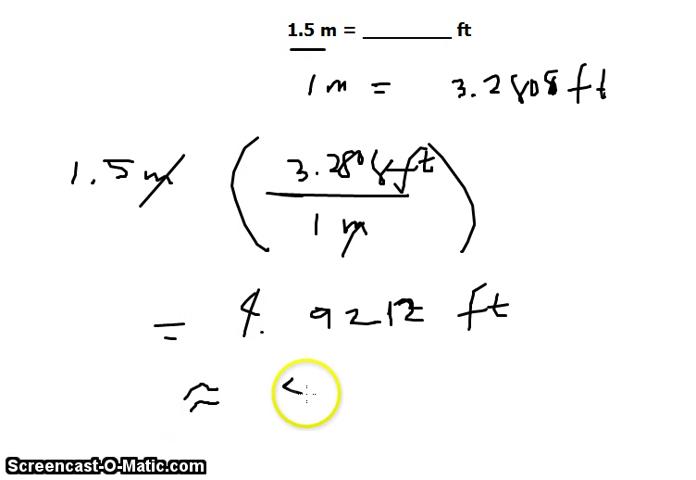 1.5 m = ________ ft
1 m = 3.2808 ft
1.5 m ( 3.2808 ft
1 m )
= 4.9212 ft
≈
Screencast-O-Matic.com